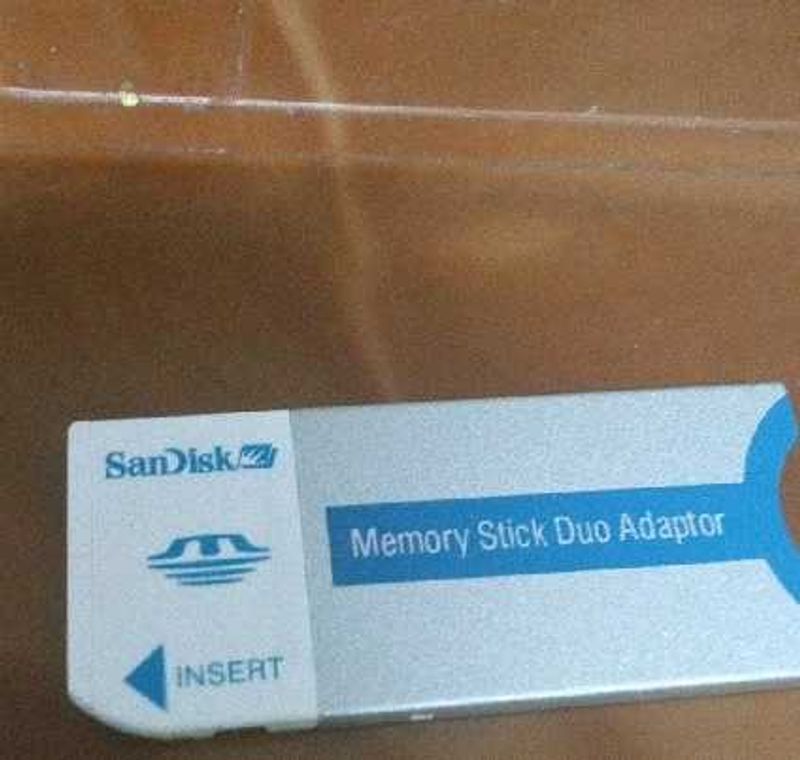 SanDisk
Memory Stick Duo Adaptor
INSERT